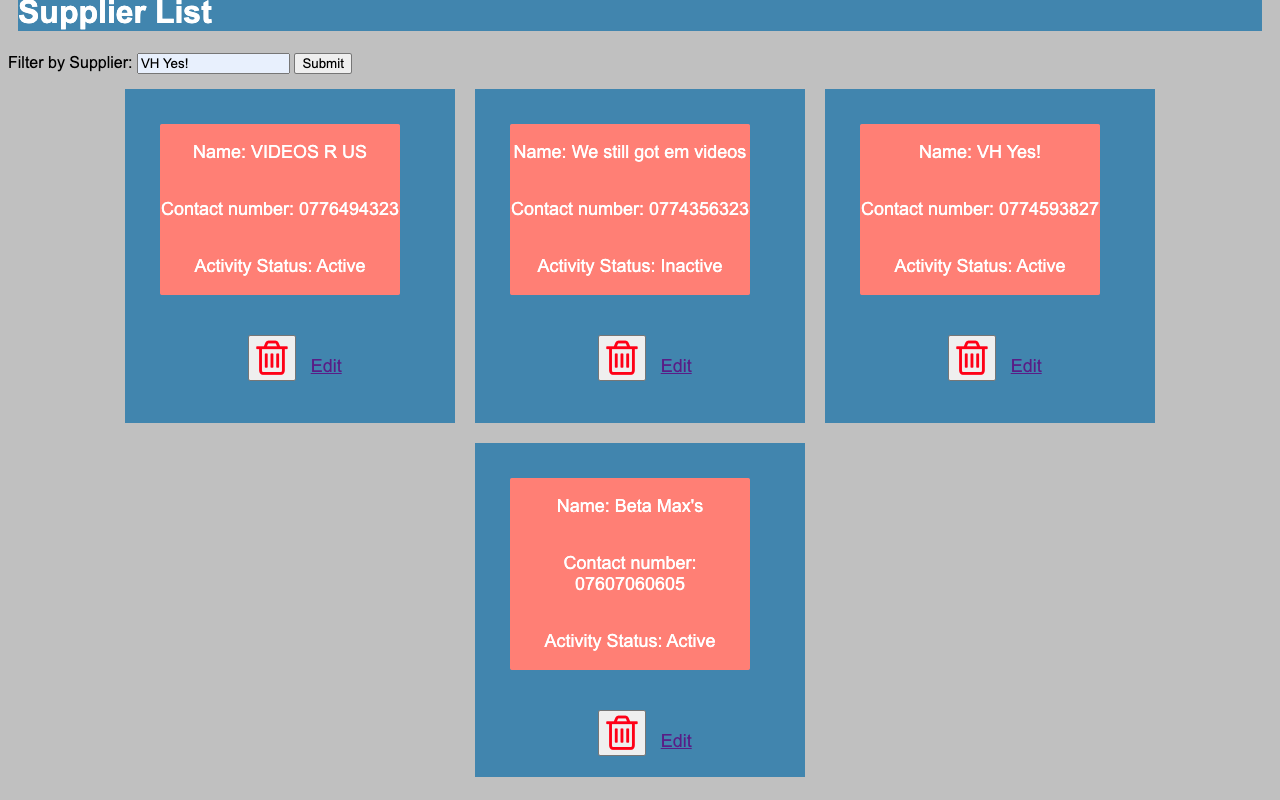 Supplier List
Filter by Supplier: VH Yes! Submit
Name: VIDEOS R US
Contact number: 0776494323
Activity Status: Active
Edit
Name: We still got em videos
Contact number: 0774356323
Activity Status: Inactive
Edit
Name: VH Yes!
Contact number: 0774593827
Activity Status: Active
Edit
Name: Beta Max's
Contact number:
07607060605
Activity Status: Active
Edit